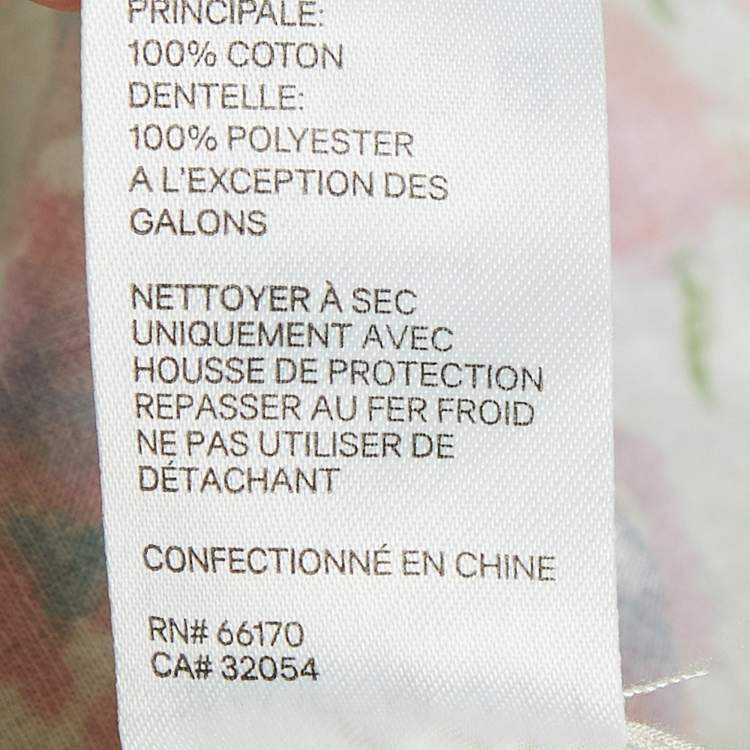 PRINCIPALE:
100% COTON
DENTELLE:
100% POLYESTER
A L'EXCEPTION DES
GALONS
NETTOYER À SEC
UNIQUEMENT AVEC
HOUSSE DE PROTECTION
REPASSER AU FER FROID
NE PAS UTILISER DE
DÉTACHANT
CONFECTIONNÉ EN CHINE
RN# 66170
CA# 32054